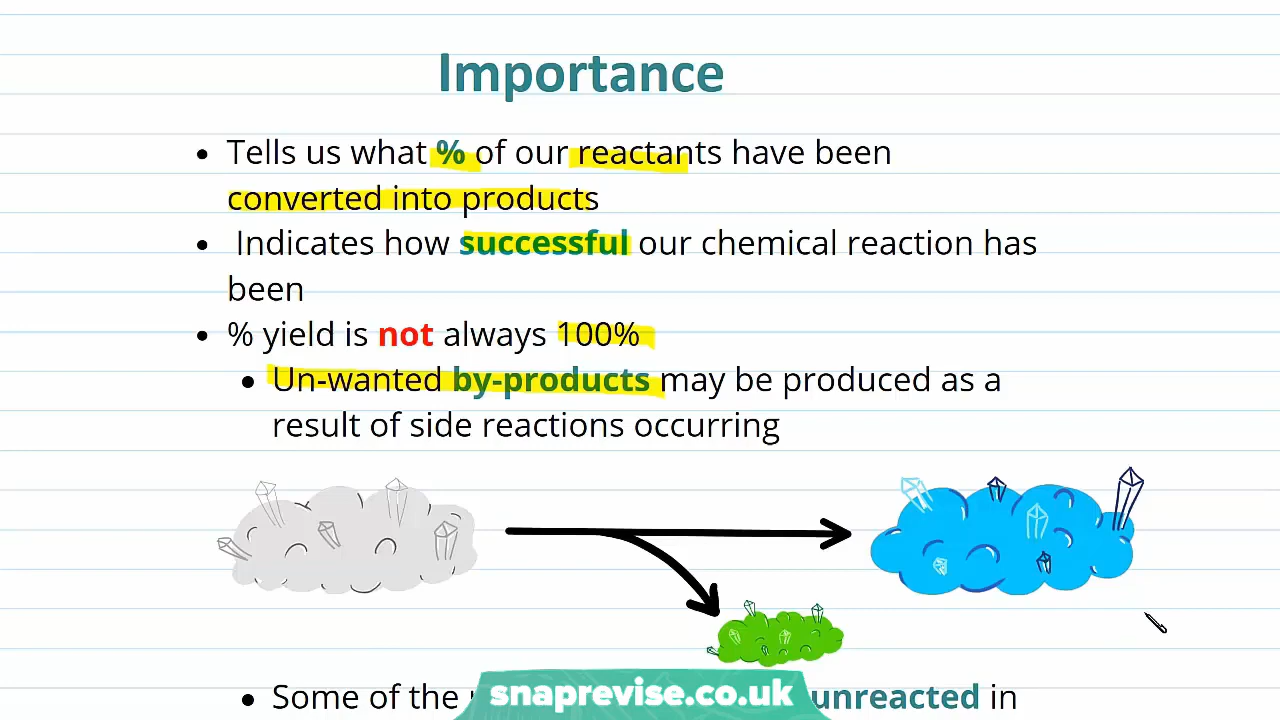 Importance
• Tells us what % of our reactants have been
converted into products
• Indicates how successful our chemical reaction has
been
• % yield is not always 100%
• Un-wanted by-products may be produced as a
result of side reactions occurring
• Some of the unreacted in
snaprevise.co.uk